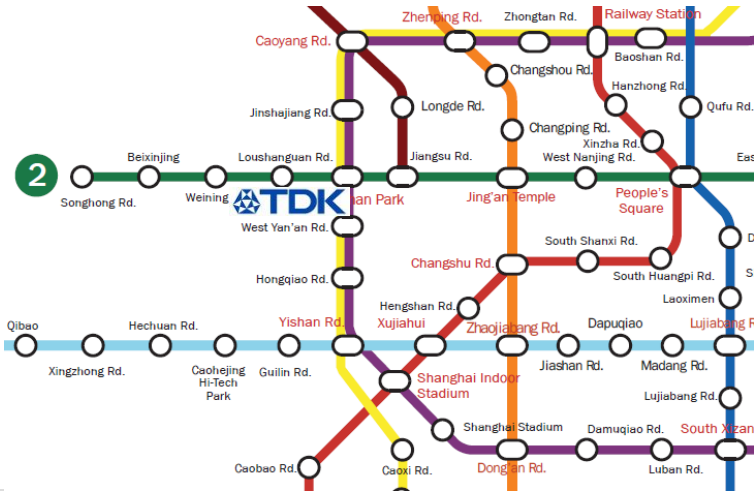 Zhenping Rd.
Zhongtan Rd.
Railway Station
Caoyang Rd.
Baoshan Rd.
Changshou Rd.
Hanzhong Rd.
Jinshajiang Rd.
Longde Rd.
Qufu Rd.
Changping Rd.
Xinzha Rd.
2
Beixinjing
Loushanguan Rd.
Jiangsu Rd.
West Nanjing Rd.
Songhong Rd.
Weining
TDK
Park
Jing'an Temple
People's
Square
West Yan'an Rd.
South Shanxi Rd.
Changshu Rd.
South Huangpi Rd.
Hongqiao Rd.
Laoximen
Hengshan Rd.
Qibao
Hechuan Rd.
Yishan Rd.
Xujiahui
Zhaojiabang Rd.
Dapuqiao
Lujiabang R
Xingzhong Rd.
Caohejing
Hi-Tech
Park
Guilin Rd.
Jiashan Rd.
Madang Rd.
Shanghai Indoor
Stadium
Lujiabang Rd.
Shanghai Stadium
Damuqiao Rd.
South Xizan
Caobao Rd.
Caoxi Rd.
Dong'an Rd.
Luban Rd.